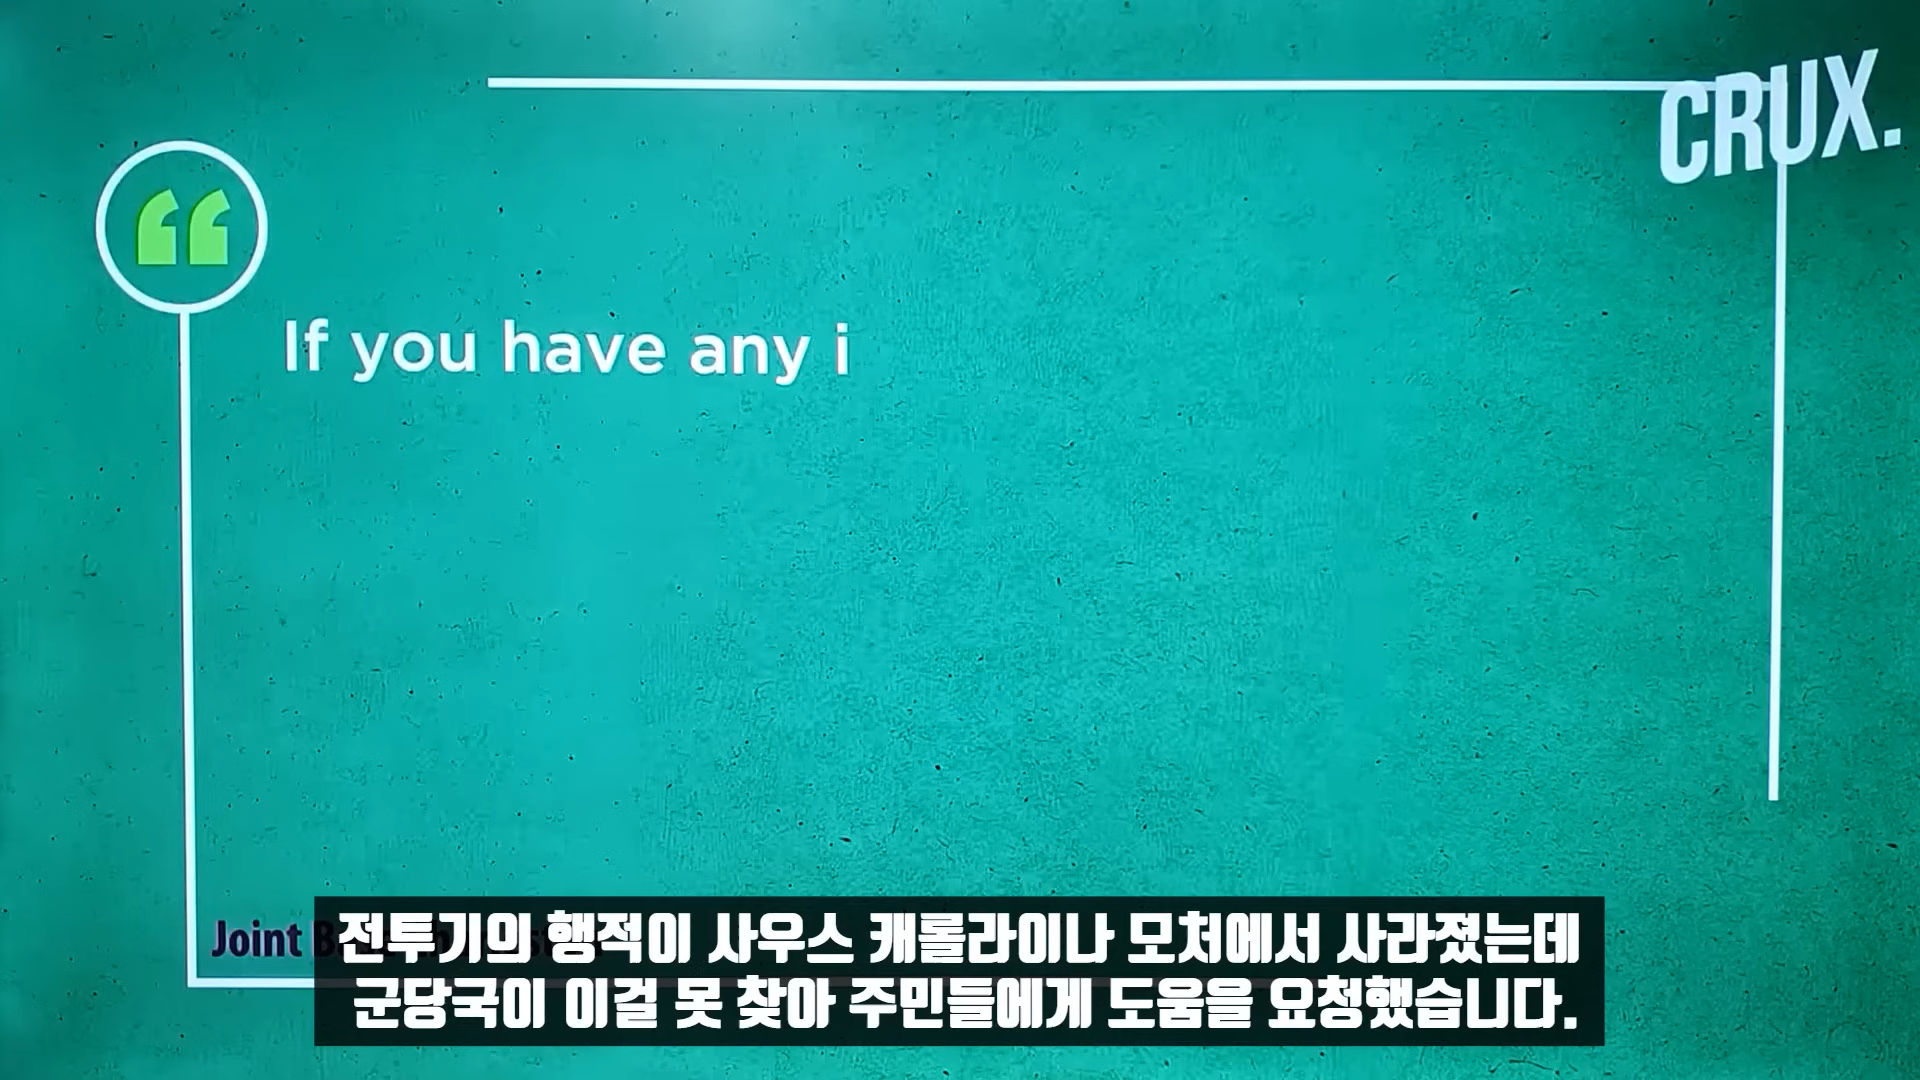 CRUX.
If you have any i
Joint
전투기의 행적이 사우스 캐롤라이나 모처에서 사라졌는데
군당국이 이걸 못 찾아 주민들에게 도움을 요청했습니다.